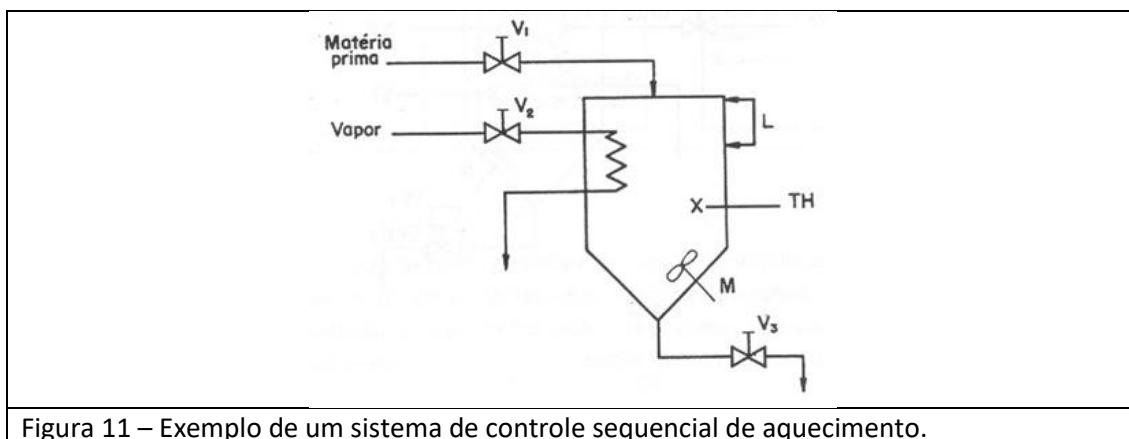 Matéria
prima
V₁
Vapor
V₂
L
X
TH
M
V₃
Figura 11 – Exemplo de um sistema de controle sequencial de aquecimento.